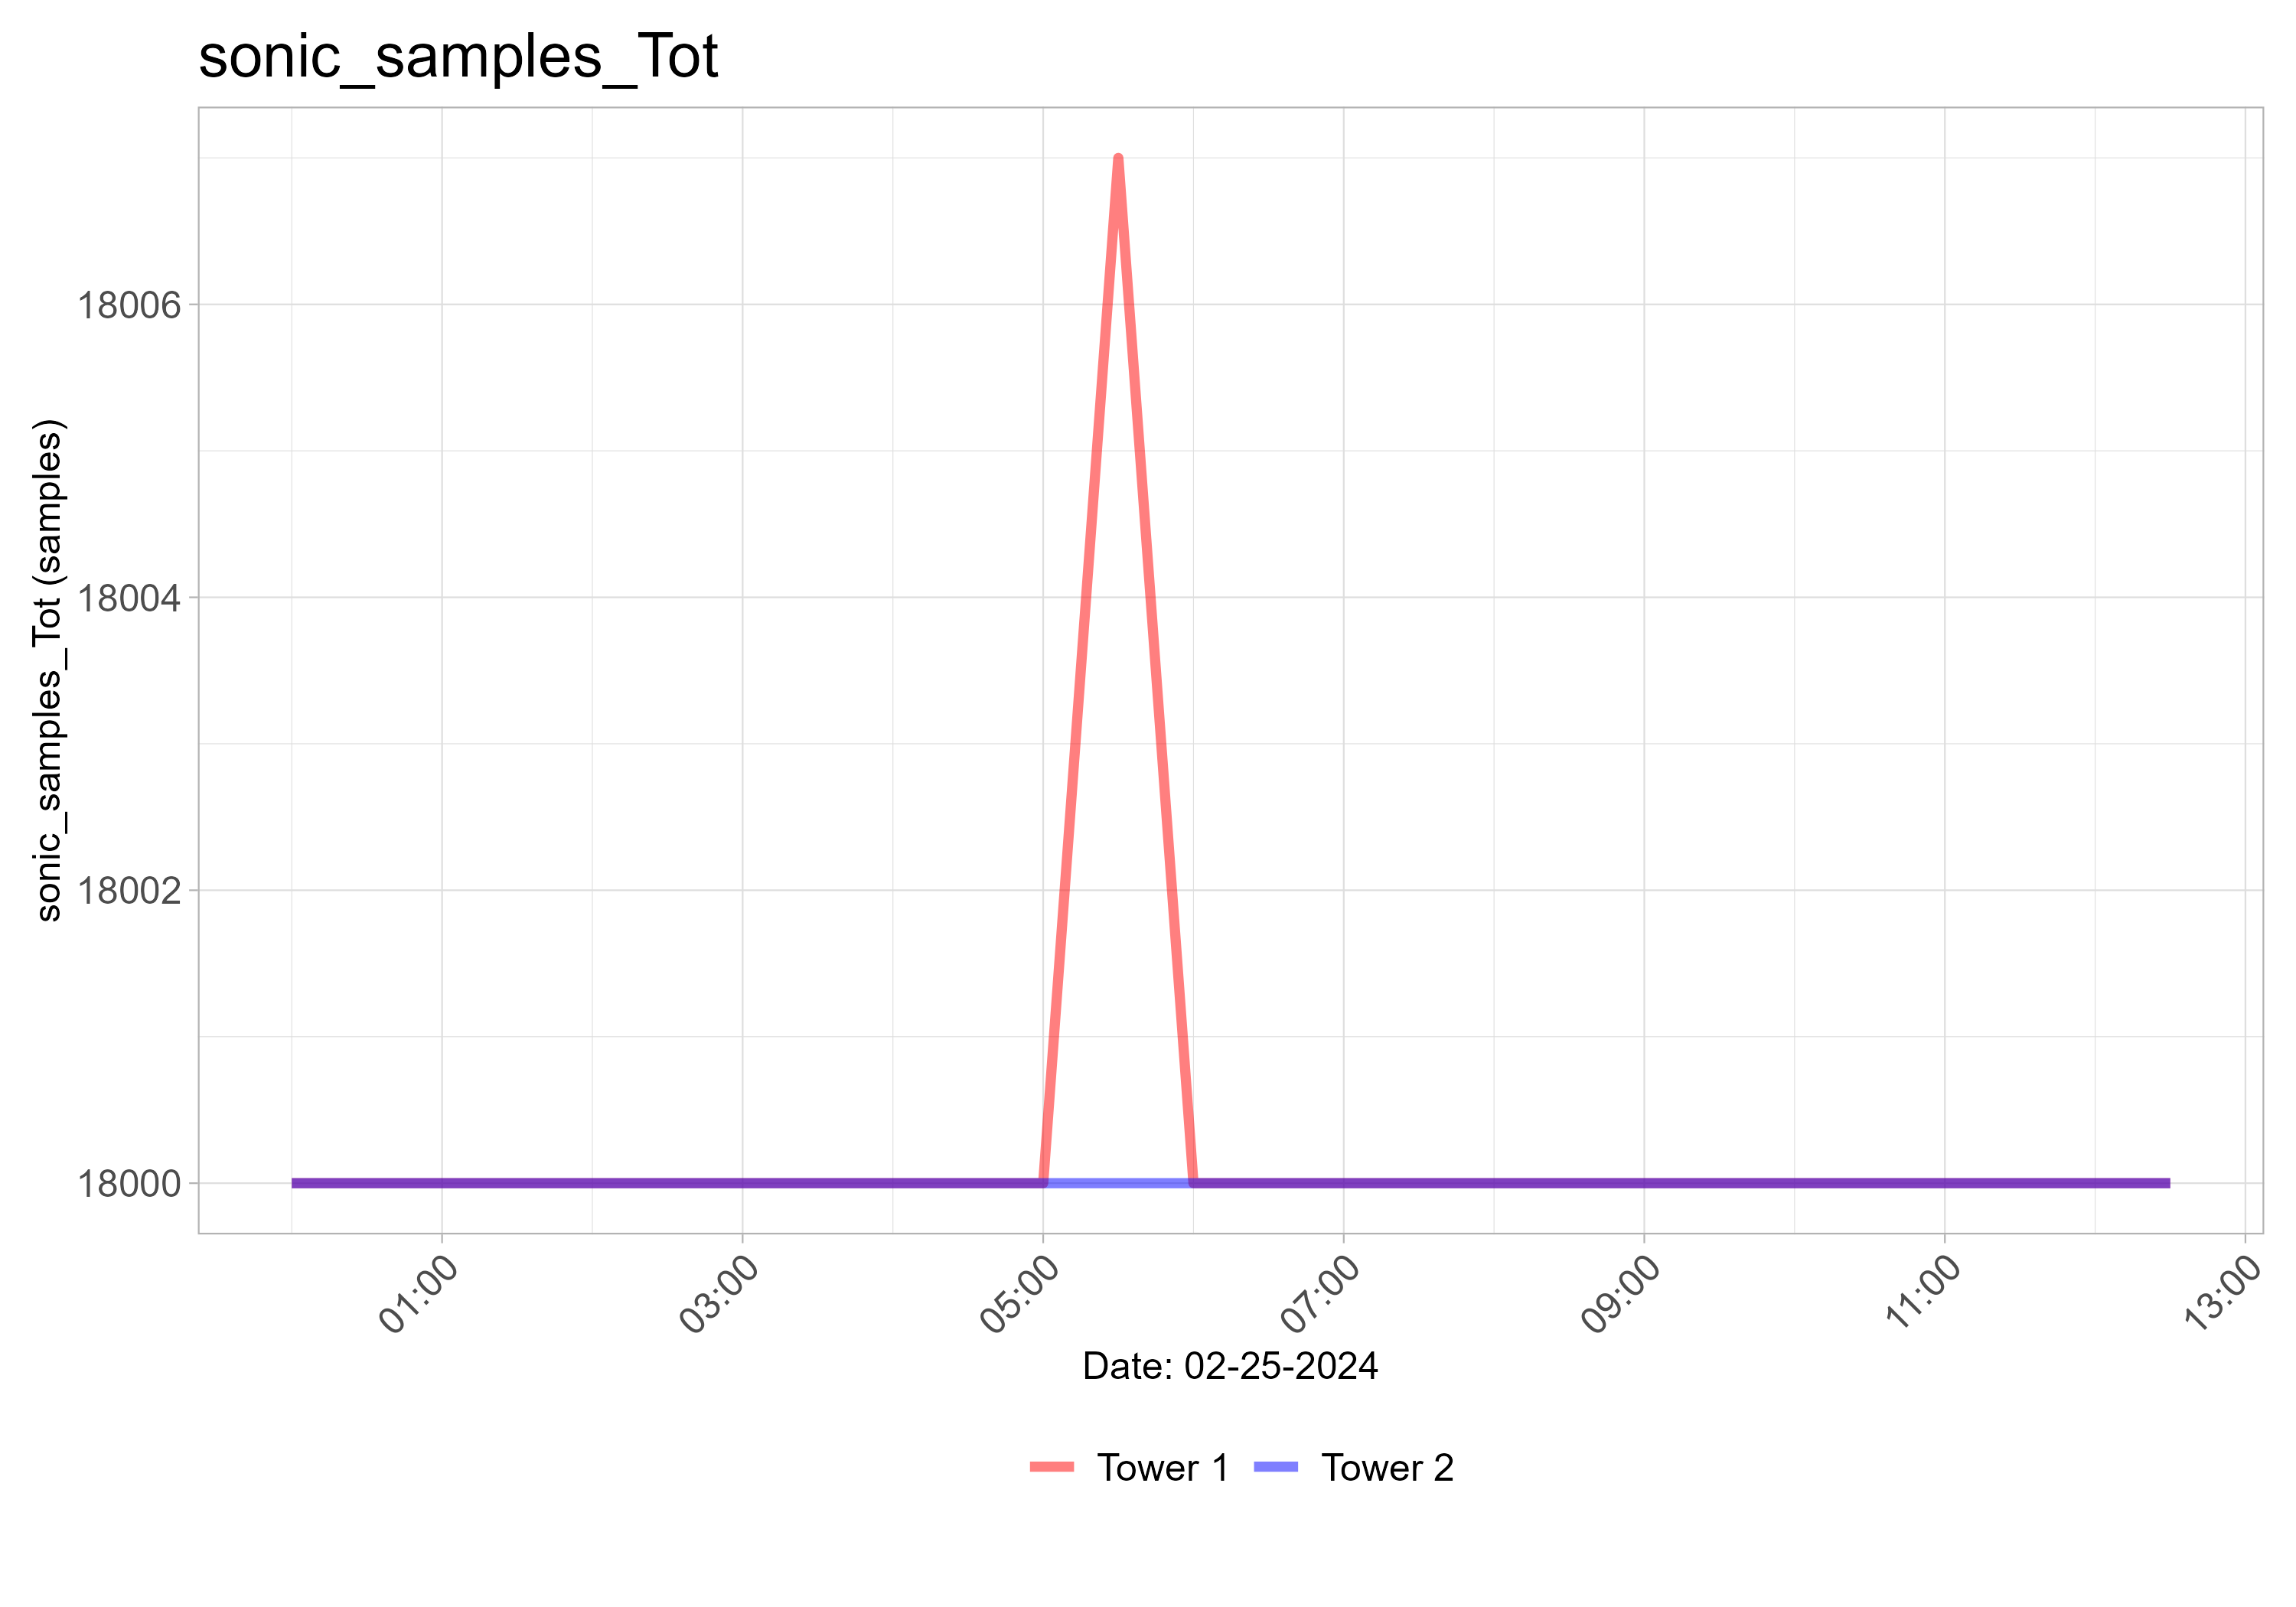 sonic_samples_Tot
sonic_samples_Tot (samples)
18006
18004
18002
18000
01:00
03:00
05:00
07:00
09:00
11:00
13:00
Date: 02-25-2024
Tower 1
Tower 2